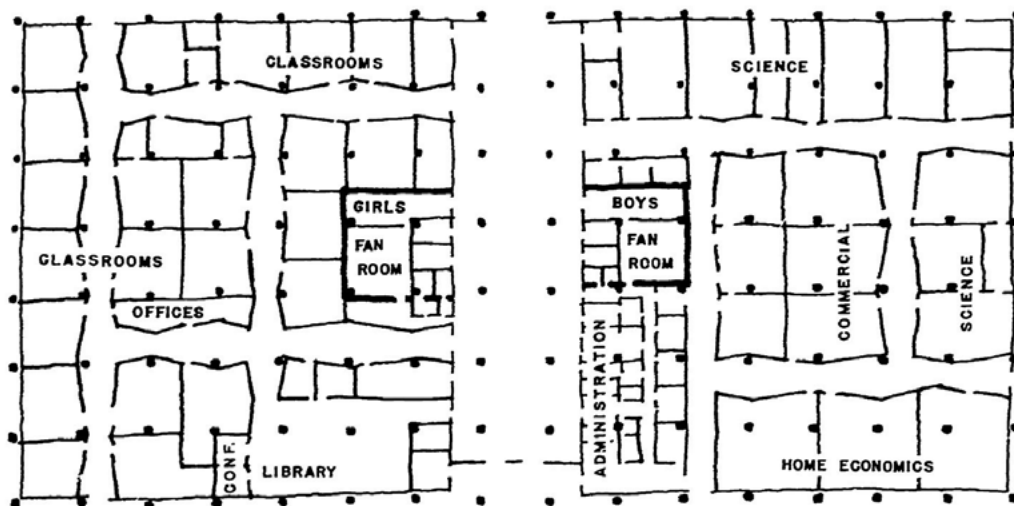 CLASSROOMS
SCIENCE
GIRLS
BOYS
FAN
ROOM
FAN
ROOM
GLASSROOMS
OFFICES
COMMERCIAL
SCIENCE
ADMINISTRATION
CONF.
LIBRARY
HOME ECONOMICS